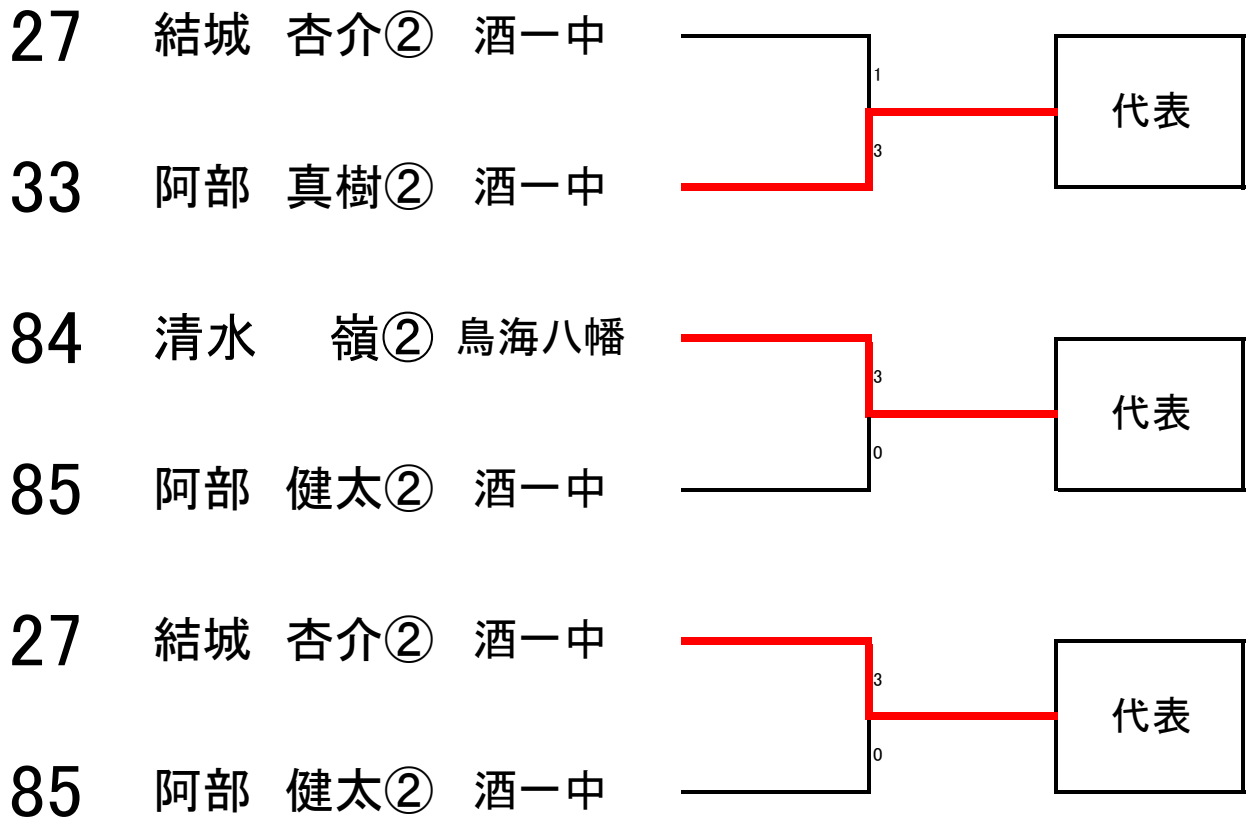 27 結城 杏介② 酒一中
1
代表
3
33 阿部 真樹② 酒一中
84 清水 嶺② 鳥海八幡
3
代表
0
85 阿部 健太② 酒一中
27 結城 杏介② 酒一中
3
代表
0
85 阿部 健太② 酒一中